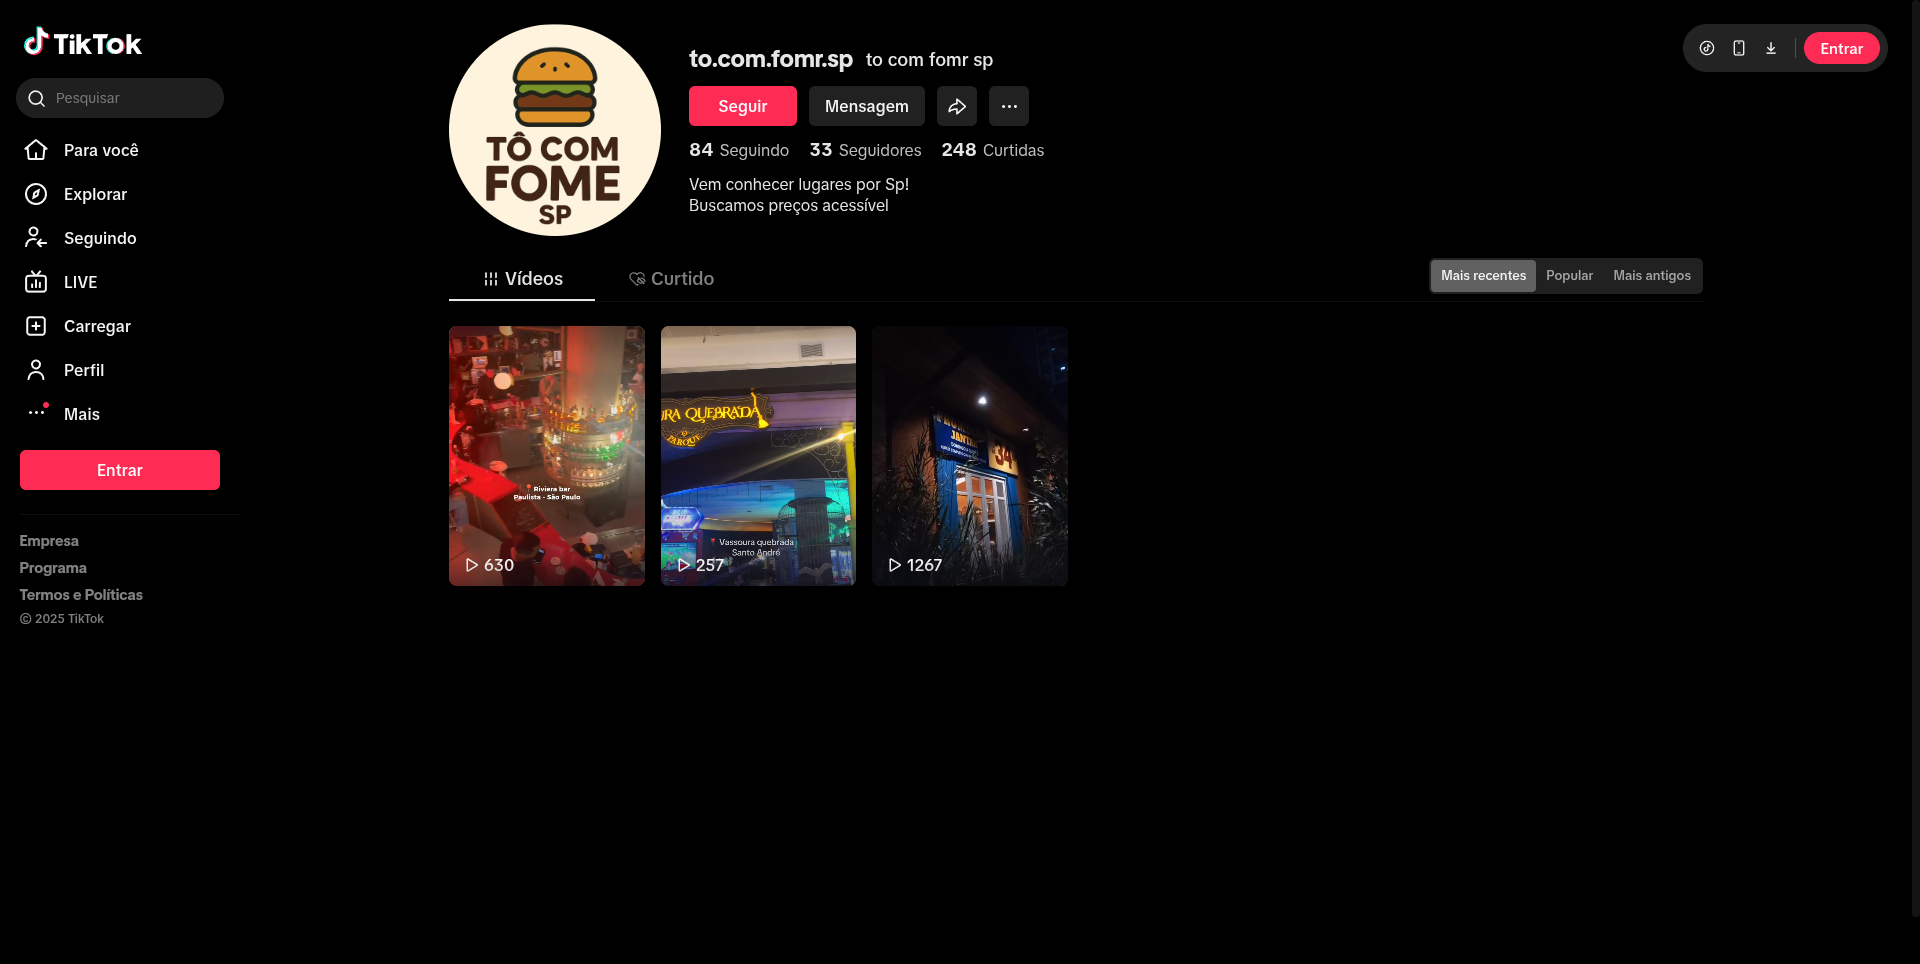 TikTok
Pesquisar
Para você
Explorar
Seguindo
LIVE
Carregar
Perfil
Mais
Entrar
Empresa
Programa
Termos e Políticas
© 2025 TikTok
TÔ COM
FOME
SP
to.com.fomr.sp to com fomr sp
Seguir Mensagem
84 Seguindo 33 Seguidores 248 Curtidas
Vem conhecer lugares por Sp!
Buscamos preços acessível
Entrar
Vídeos Curtido
Mais recentes Popular Mais antigos
Riviera bar
Paulista - São Paulo
630
RA QUEBRADA
PARQUE
Vassoura quebrada
Santo André
257
JANTA
34
1267